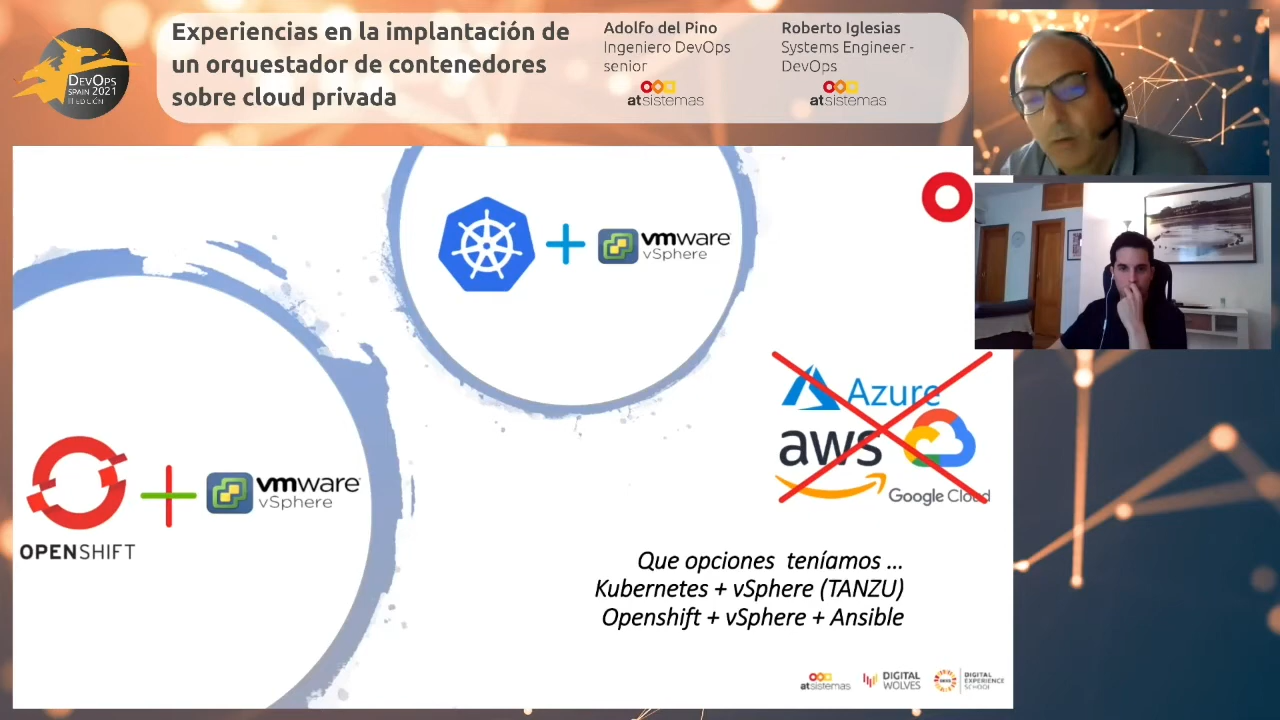 Experiencias en la implantación de
un orquestador de contenedores
sobre cloud privada
Adolfo del Pino
Ingeniero DevOps
senior
atsistemas
Roberto Iglesias
Systems Engineer -
DevOps
atsistemas
DEVOPS
SPAIN 2021
III EDICIÓN
vmware
vSphere
OPENSHIFT
vmware
vSphere
Azure
aws
Google Cloud
Que opciones teníamos ...
Kubernetes + vSphere (TANZU)
Openshift + vSphere + Ansible
atsistemas
DIGITAL
WOLVES
DIGITAL
EXPERIENCE
SCHOOL